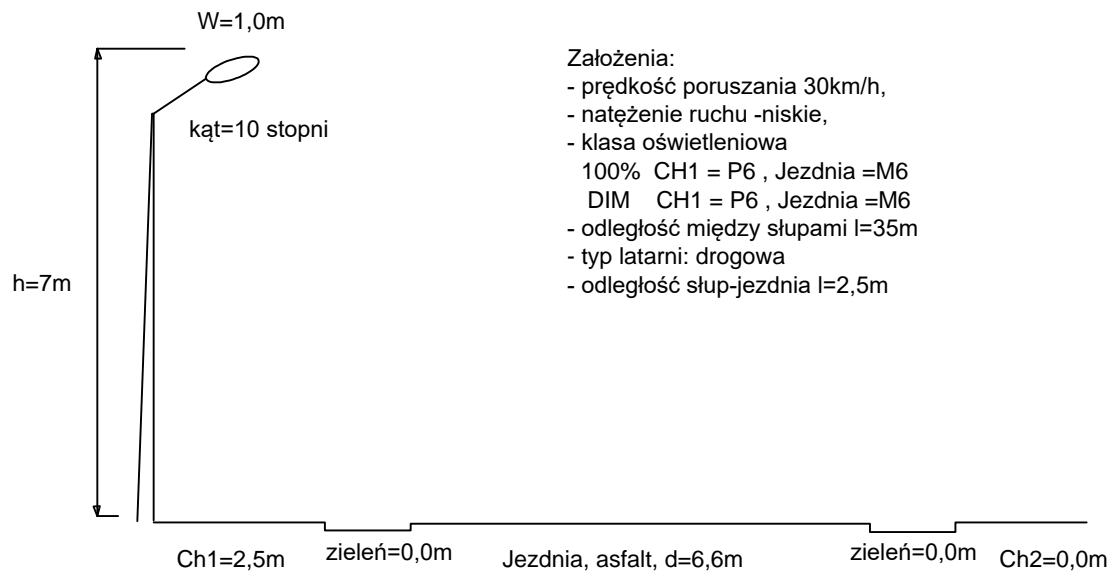 W=1,0m
kąt=10 stopni
h=7m
Założenia:
- prędkość poruszania 30km/h,
- natężenie ruchu -niskie,
- klasa oświetleniowa
100% CH1 = P6 , Jezdnia =M6
DIM CH1 = P6 , Jezdnia =M6
- odległość między słupami l=35m
- typ latarni: drogowa
- odległość słup-jezdnia l=2,5m
Ch1=2,5m
zieleń=0,0m
Jezdnia, asfalt, d=6,6m
zieleń=0,0m
Ch2=0,0m